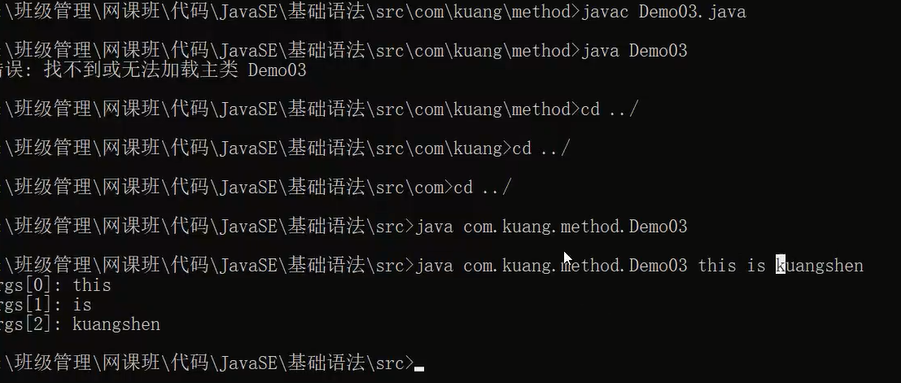 :\班级管理\网课班\代码\JavaSE\基础语法\src\com\kuang\method>javac Demo03.java
:\班级管理\网课班\代码\JavaSE\基础语法\src\com\kuang\method>java Demo03
错误: 找不到或无法加载主类 Demo03
:\班级管理\网课班\代码\JavaSE\基础语法\src\com\kuang\method>cd ../
:\班级管理\网课班\代码\JavaSE\基础语法\src\com\kuang>cd ../
:\班级管理\网课班\代码\JavaSE\基础语法\src\com>cd ../
:\班级管理\网课班\代码\JavaSE\基础语法\src>java com.kuang.method.Demo03
:\班级管理\网课班\代码\JavaSE\基础语法\src>java com.kuang.method.Demo03 this is kuangshen
rgs[0]: this
rgs[1]: is
rgs[2]: kuangshen
:\班级管理\网课班\代码\JavaSE\基础语法\src>